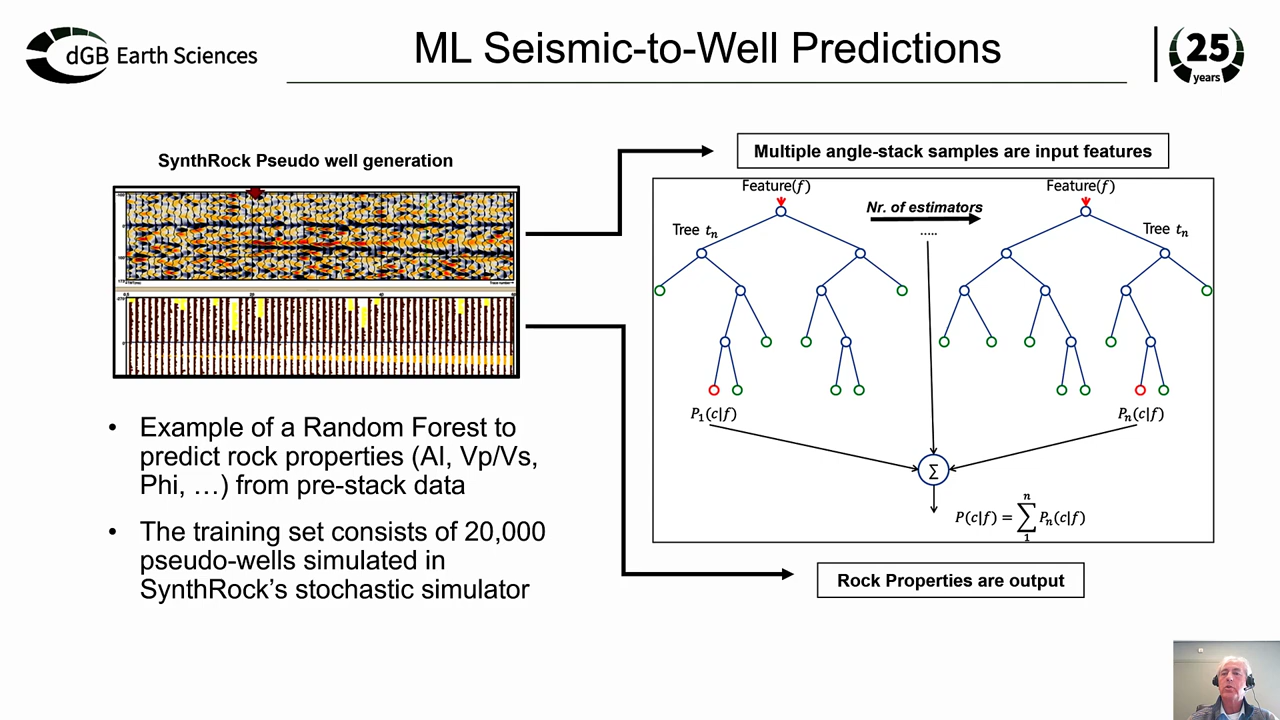 dGB Earth Sciences
ML Seismic-to-Well Predictions
25
years
SynthRock Pseudo well generation
Multiple angle-stack samples are input features
Feature(f)
Nr. of estimators
.....
Feature(f)
Tree tₙ
Tree tₙ
P₁(c|f)
Pₙ(c|f)
∑
P(c|f) = ∑ₙ₁ Pₙ(c|f)
Rock Properties are output
• Example of a Random Forest to
predict rock properties (AI, Vp/Vs,
Phi, …) from pre-stack data
• The training set consists of 20,000
pseudo-wells simulated in
SynthRock's stochastic simulator